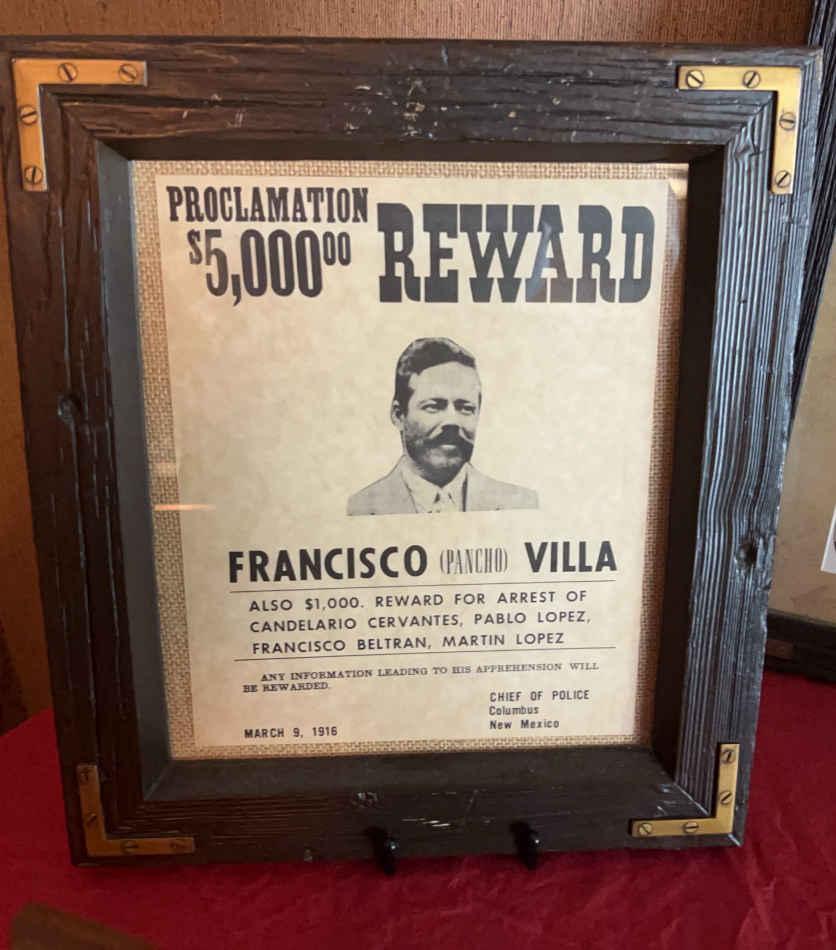 PROCLAMATION
$5,00000 REWARD
FRANCISCO (PANCHO) VILLA
ALSO $1,000. REWARD FOR ARREST OF
CANDELARIO CERVANTES, PABLO LOPEZ,
FRANCISCO BELTRAN, MARTIN LOPEZ
ANY INFORMATION LEADING TO HIS APPREHENSION WILL
BE REWARDED.
CHIEF OF POLICE
Columbus
New Mexico
MARCH 9, 1916